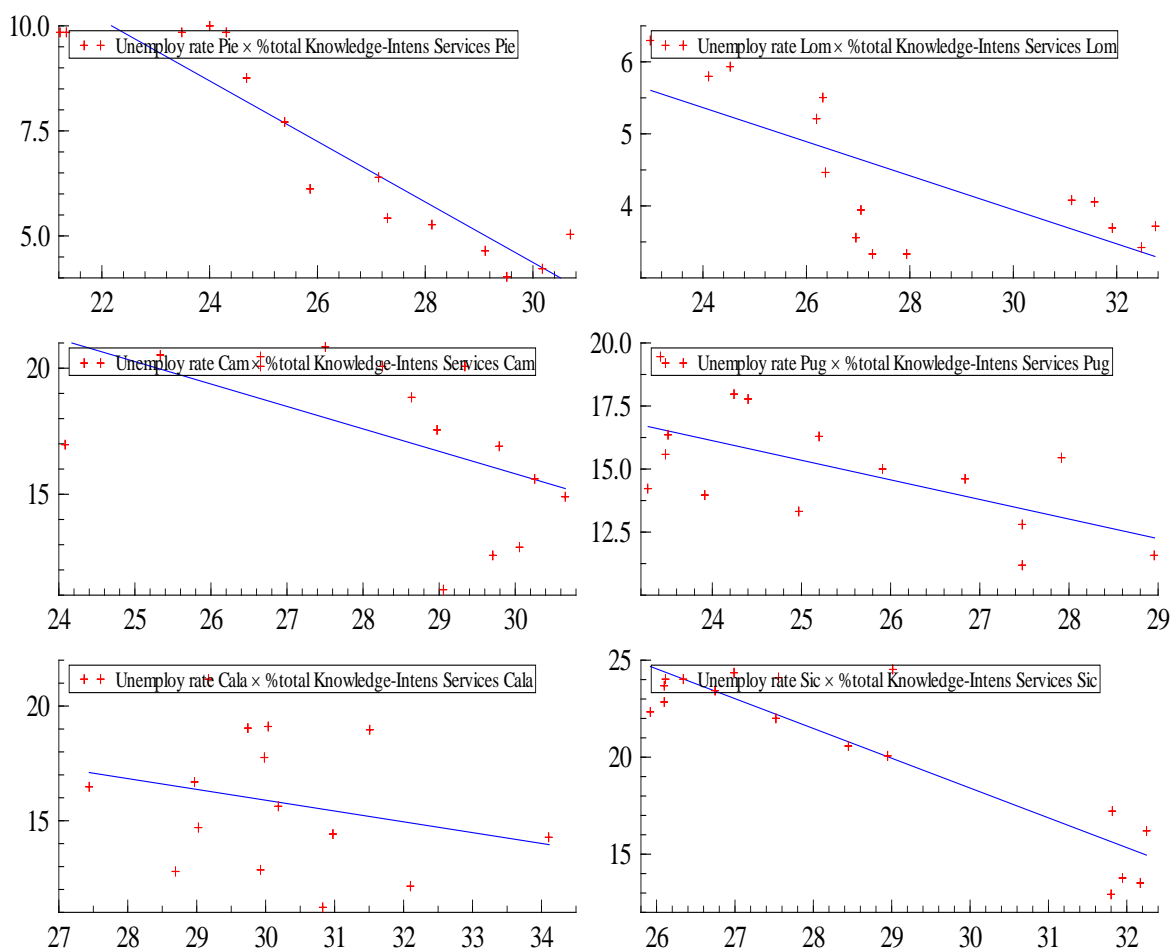 10.0
Unemploy rate Pie × %total Knowledge-Intens Services Pie
7.5
5.0
22 24 26 28 30
6
Unemploy rate Lom × %total Knowledge-Intens Services Lom
5
4
24 26 28 30 32
20
Unemploy rate Cam × %total Knowledge-Intens Services Cam
15
24 25 26 27 28 29 30
20.0
Unemploy rate Pug × %total Knowledge-Intens Services Pug
17.5
15.0
12.5
24 25 26 27 28 29
Unemploy rate Cala × %total Knowledge-Intens Services Cala
20
15
27 28 29 30 31 32 33 34
25
Unemploy rate Sic × %total Knowledge-Intens Services Sic
20
15
26 27 28 29 30 31 32